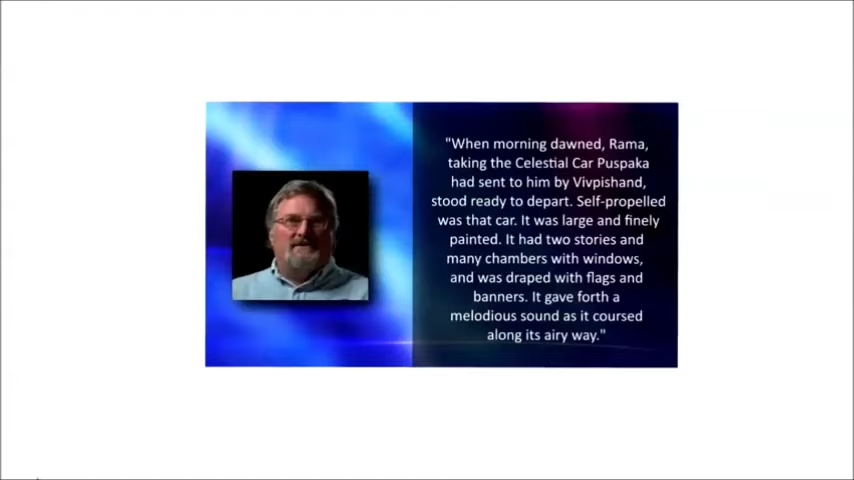 "When morning dawned, Rama,
taking the Celestial Car Puspaka
had sent to him by Vivpishand,
stood ready to depart. Self-propelled
was that car. It was large and finely
painted. It had two stories and
many chambers with windows,
and was draped with flags and
banners. It gave forth a
melodious sound as it coursed
along its airy way."